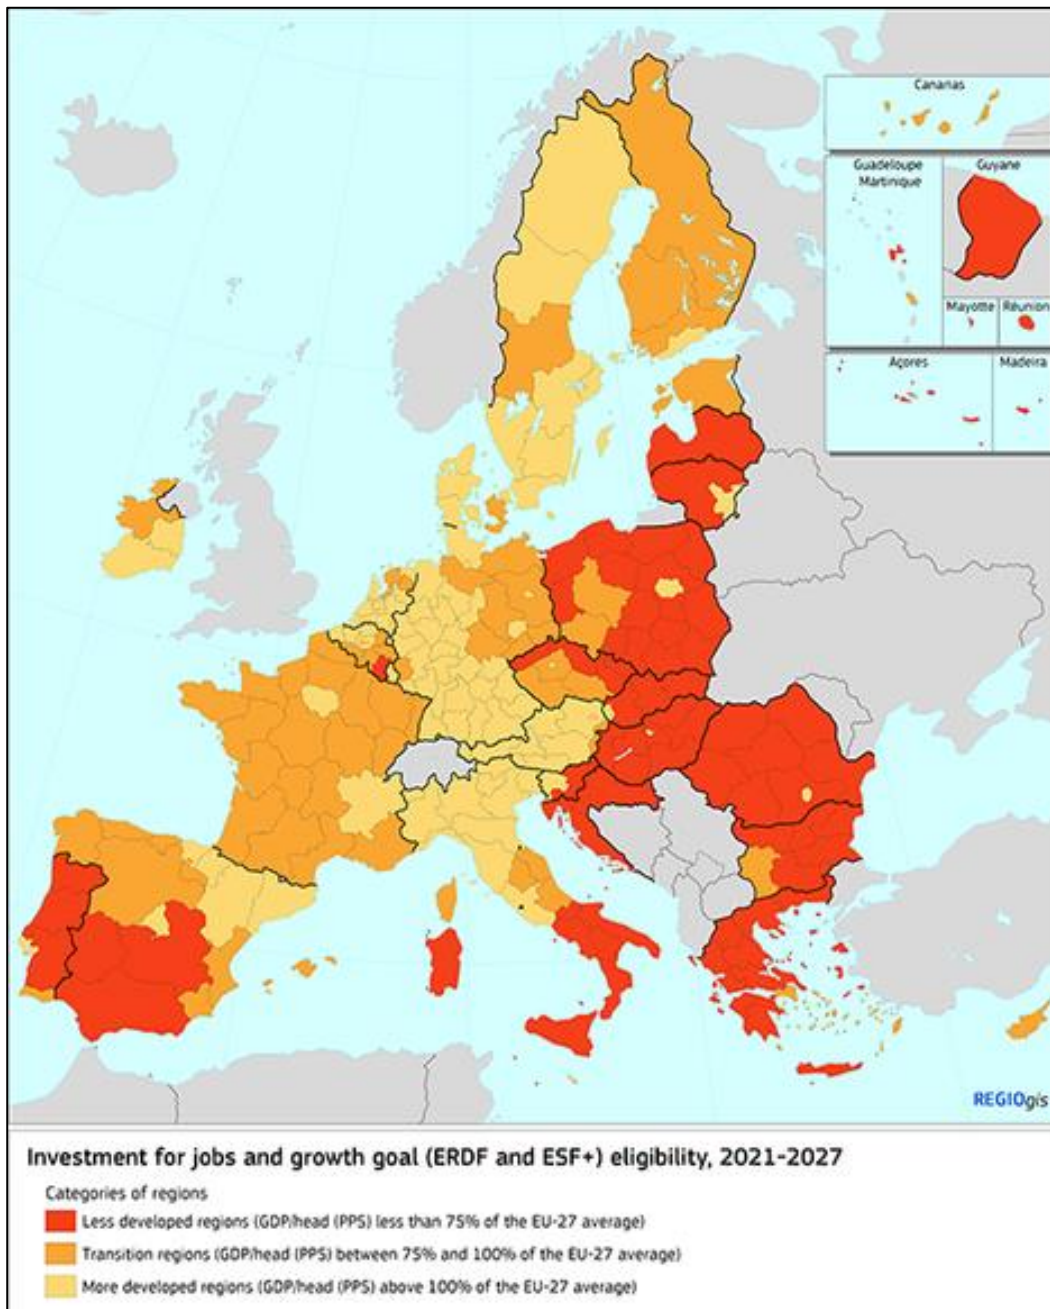 Canarias
Guadeloupe
Martinique
Guyane
Mayotte
Réunion
Açores
Madeira
REGIOgis
Investment for jobs and growth goal (ERDF and ESF+) eligibility, 2021-2027
Categories of regions
Less developed regions (GDP/head (PPS) less than 75% of the EU-27 average)
Transition regions (GDP/head (PPS) between 75% and 100% of the EU-27 average)
More developed regions (GDP/head (PPS) above 100% of the EU-27 average)